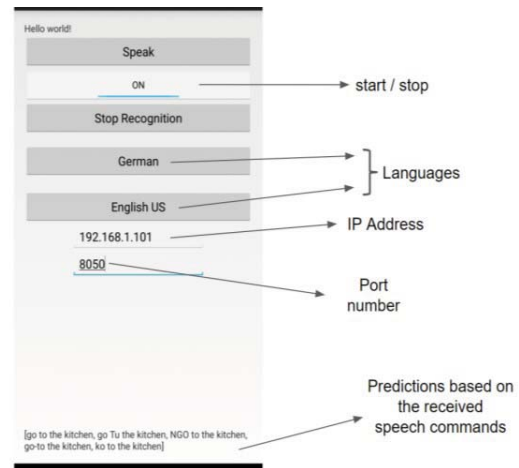 Hello world!
Speak
ON
start / stop
Stop Recognition
German
Languages
English US
IP Address
192.168.1.101
8050
Port
number
Predictions based on
the received
speech commands
[go to the kitchen, go Tu the kitchen, NGO to the kitchen,
go-to the kitchen, ko to the kitchen]